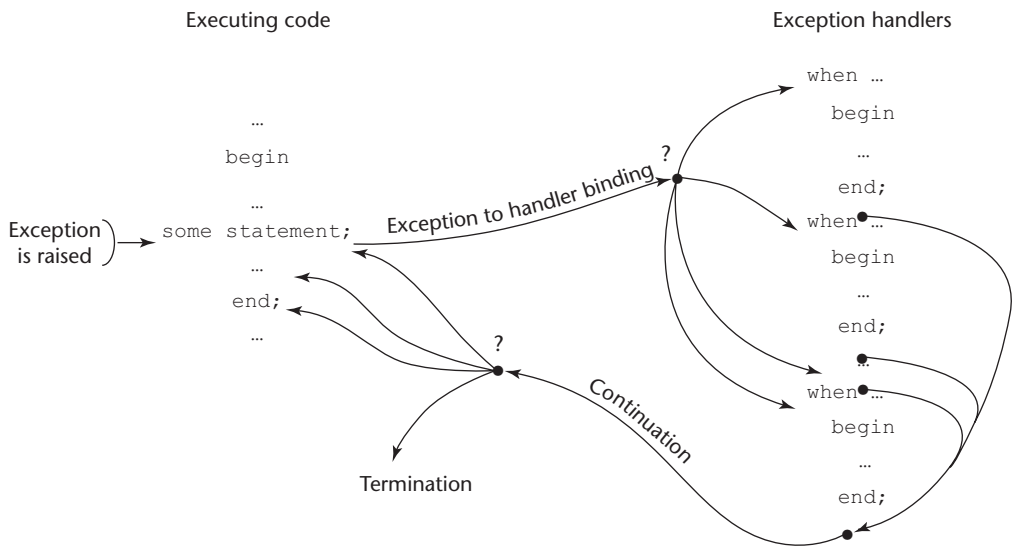 Executing code
Exception handlers
…
begin
…
Exception
is raised
some statement;
…
end;
…
Exception to handler binding
?
when …
begin
…
end;
when …
begin
…
end;
…
when …
begin
…
end;
?
Continuation
Termination